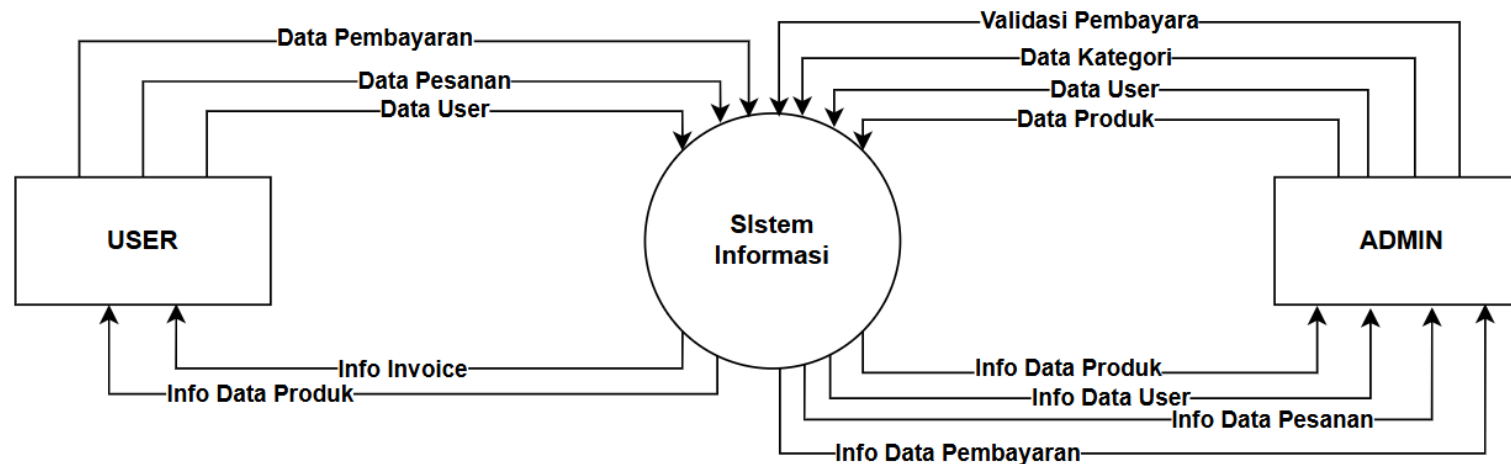 Validasi Pembayara
Data Pembayaran
Data Kategori
Data Pesanan
Data User
Data User
Data Produk
USER
SIstem
Informasi
ADMIN
Info Invoice
Info Data Produk
Info Data Produk
Info Data User
Info Data Pesanan
Info Data Pembayaran